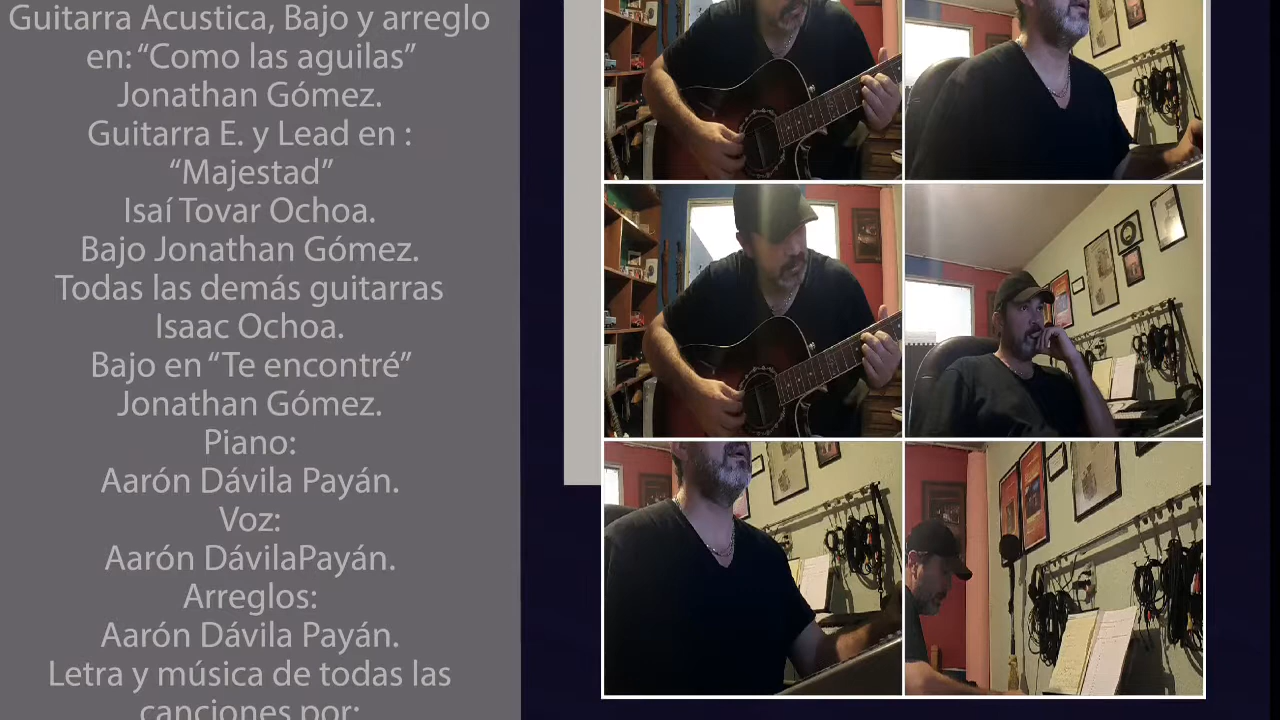 Guitarra Acustica, Bajo y arreglo
en: “Como las aguilas”
Jonathan Gómez.
Guitarra E. y Lead en :
“Majestad”
Isaí Tovar Ochoa.
Bajo Jonathan Gómez.
Todas las demás guitarras
Isaac Ochoa.
Bajo en “Te encontré”
Jonathan Gómez.
Piano:
Aarón Dávila Payán.
Voz:
Aarón DávilaPayán.
Arreglos:
Aarón Dávila Payán.
Letra y música de todas las
canciones por: